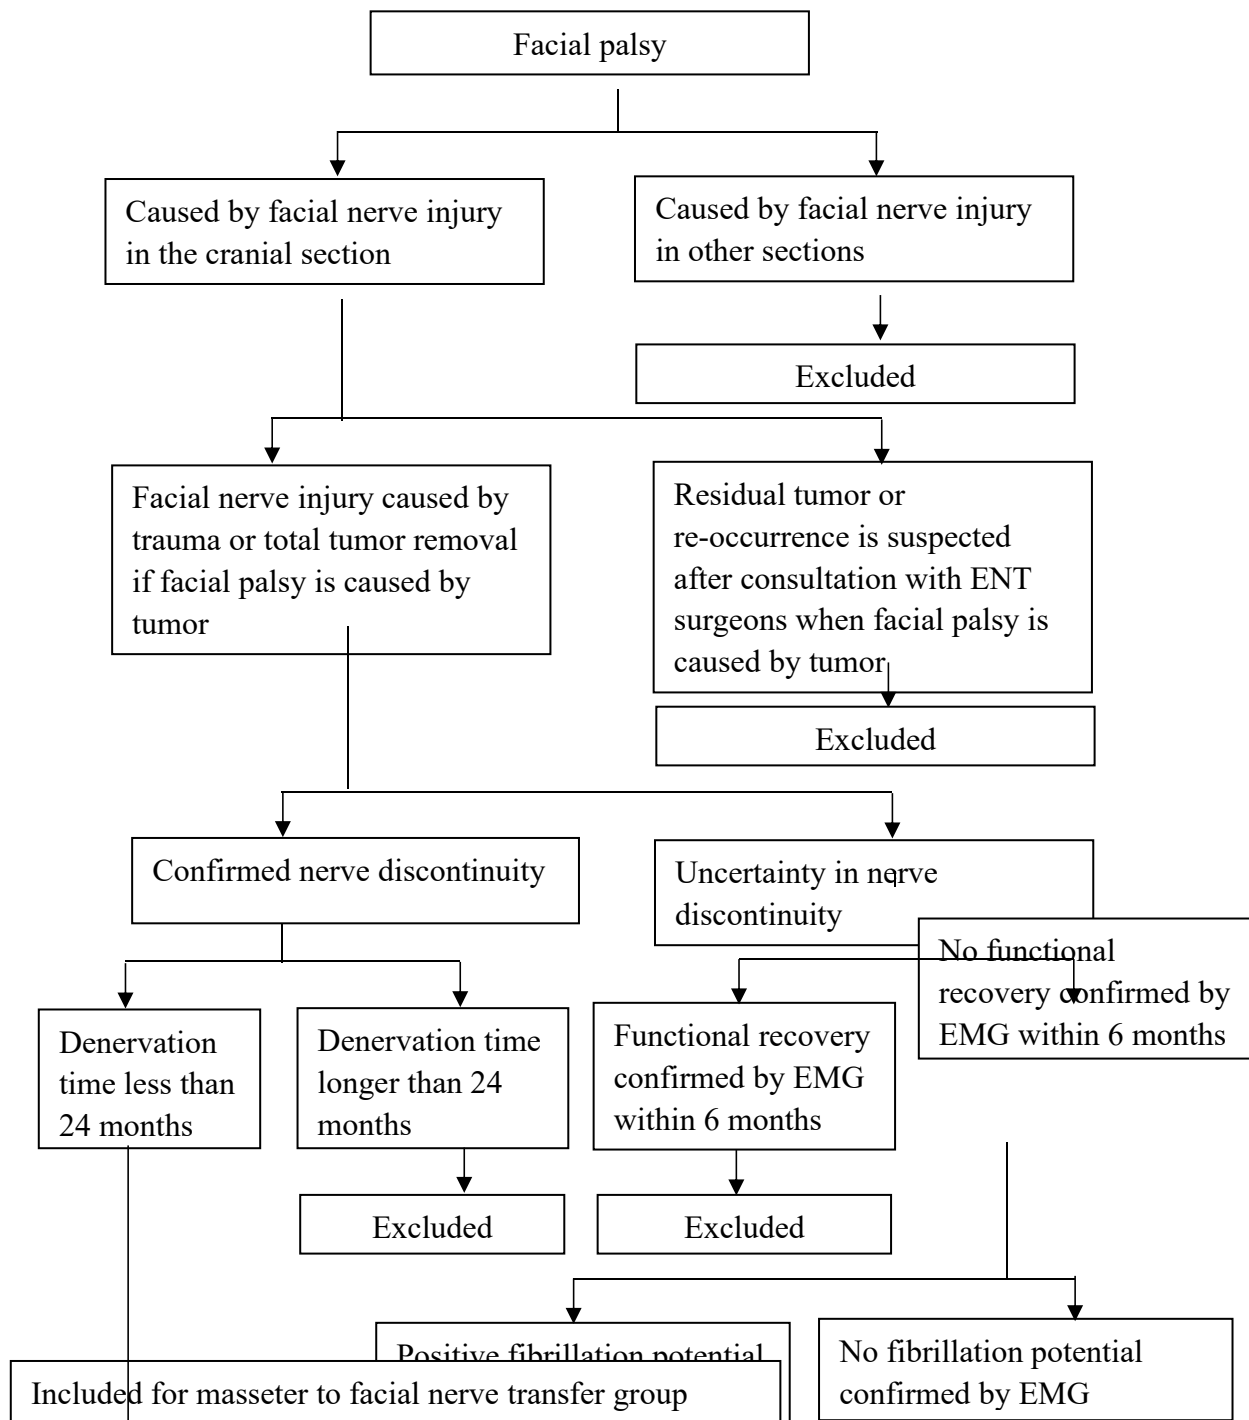 Facial palsy
Caused by facial nerve injury
in the cranial section
Caused by facial nerve injury
in other sections
Excluded
Facial nerve injury caused by
trauma or total tumor removal
if facial palsy is caused by
tumor
Residual tumor or
re-occurrence is suspected
after consultation with ENT
surgeons when facial palsy is
caused by tumor
Excluded
Confirmed nerve discontinuity
Uncertainty in nerve
discontinuity
Denervation
time less than
24 months
Denervation time
longer than 24
months
Functional recovery
confirmed by EMG
within 6 months
No functional
recovery confirmed by
EMG within 6 months
Excluded
Excluded
Positive fibrillation potential
No fibrillation potential
confirmed by EMG
Included for masseter to facial nerve transfer group